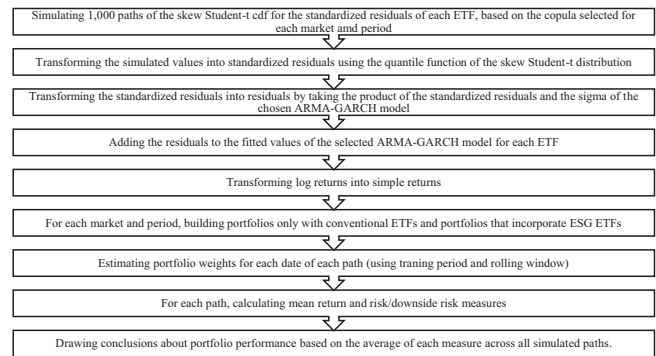 Simulating 1,000 paths of the skew Student-t cdf for the standardized residuals of each ETF, based on the copula selected for
each market amd period
Transforming the simulated values into standardized residuals using the quantile function of the skew Student-t distribution
Transforming the standardized residuals into residuals by taking the product of the standardized residuals and the sigma of the
chosen ARMA-GARCH model
Adding the residuals to the fitted values of the selected ARMA-GARCH model for each ETF
Transforming log returns into simple returns
For each market and period, building portfolios only with conventional ETFs and portfolios that incorporate ESG ETFs
Estimating portfolio weights for each date of each path (using traning period and rolling window)
For each path, calculating mean return and risk/downside risk measures
Drawing conclusions about portfolio performance based on the average of each measure across all simulated paths.